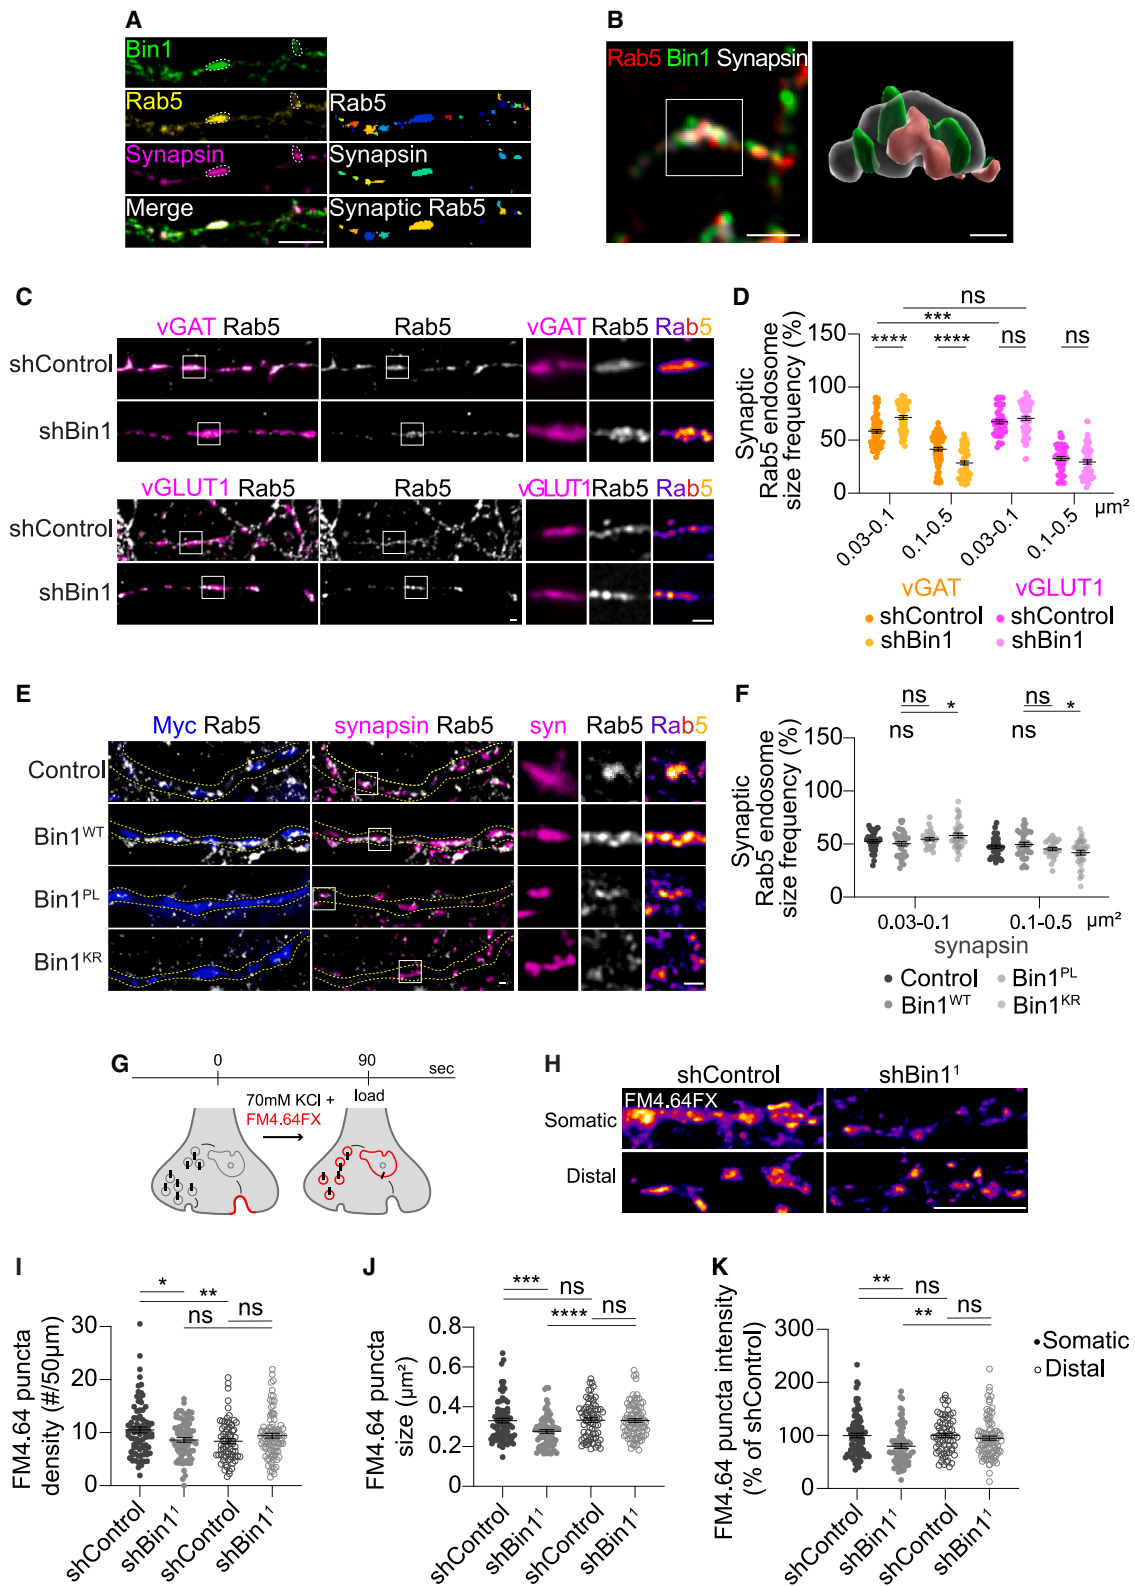 A
Bin1
Rab5
Rab5
Synapsin
Synapsin
Merge
Synaptic Rab5
B
Rab5 Bin1 Synapsin
C
vGAT Rab5
Rab5
vGAT Rab5 Rab5
shControl
shBin1
vGLUT1 Rab5
Rab5
vGLUT1 Rab5 Rab5
shControl
shBin1
D
ns
***
**** **** ns ns
Synaptic
Rab5 endosome
size frequency (%)
150
100
50
0
0.03-0.1
0.1-0.5
0.03-0.1
0.1-0.5
µm²
vGAT
vGLUT1
shControl
shControl
shBin1
shBin1
E
Myc Rab5
synapsin Rab5
syn Rab5 Rab5
Control
Bin1ᵂᵀ
Bin1ᴾᴸ
Bin1ᴷᴿ
F
ns
ns
*
*
ns
ns
Synaptic
Rab5 endosome
size frequency (%)
150
100
50
0
0.03-0.1
0.1-0.5
µm²
synapsin
Control
Bin1ᴾᴸ
Bin1ᵂᵀ
Bin1ᴷᴿ
G
0
90
sec
70mM KCl +
FM4.64FX
load
H
shControl
shBin1¹
FM4.64FX
Somatic
Distal
I
*
**
ns
ns
FM4.64 puncta
density (#/50µm)
30
20
10
0
shControl
shBin1¹
shControl
shBin1¹
J
***
ns
****
ns
FM4.64 puncta
size (µm²)
0.8
0.6
0.4
0.2
0
shControl
shBin1¹
shControl
shBin1¹
K
**
ns
**
ns
FM4.64 puncta intensity
(% of shControl)
300
200
100
0
shControl
shBin1¹
shControl
shBin1¹
Somatic
Distal